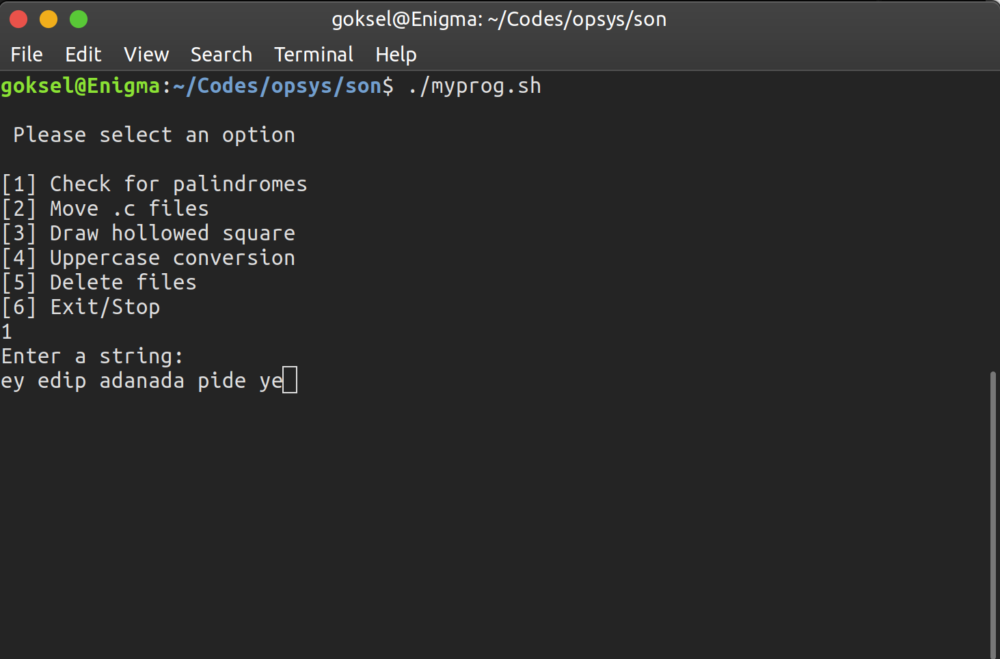 goksel@Enigma: ~/Codes/opsys/son
File Edit View Search Terminal Help
goksel@Enigma:~/Codes/opsys/son$ ./myprog.sh
Please select an option
[1] Check for palindromes
[2] Move .c files
[3] Draw hollowed square
[4] Uppercase conversion
[5] Delete files
[6] Exit/Stop
1
Enter a string:
ey edip adanada pide ye